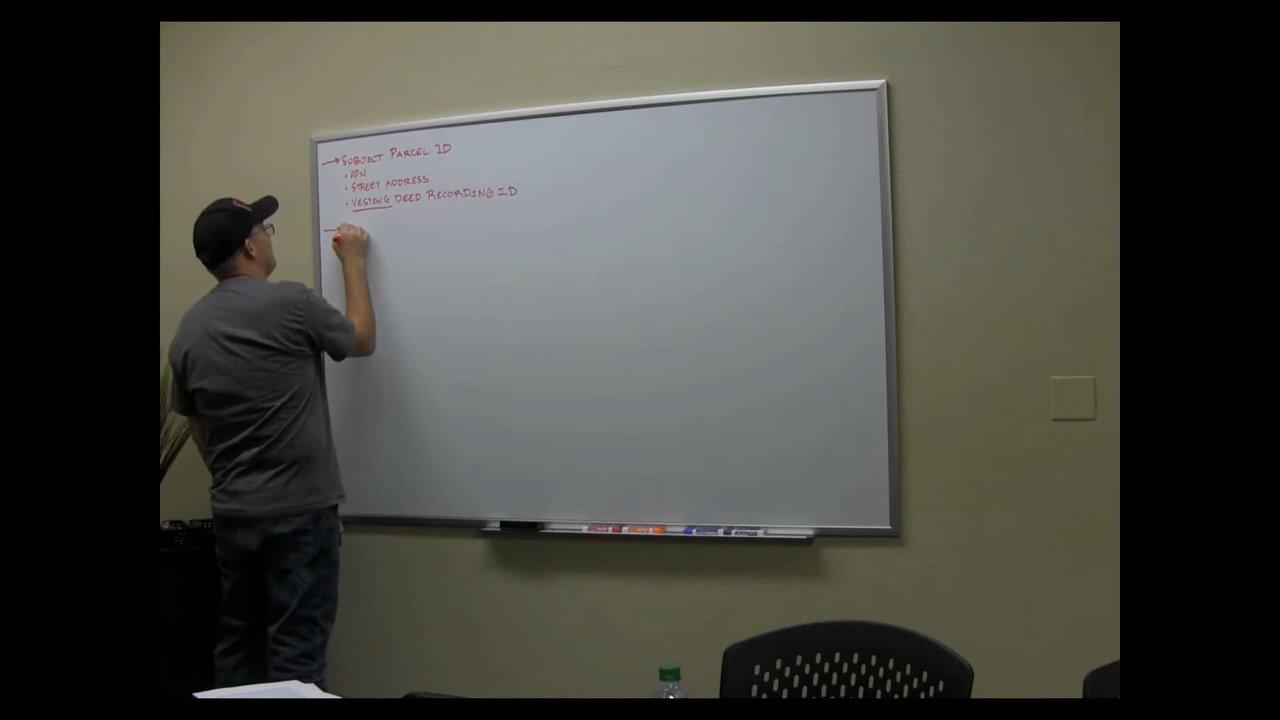 → SUBJECT PARCEL ID
• APN
• STREET ADDRESS
• VESTING DEED RECORDING ID
→